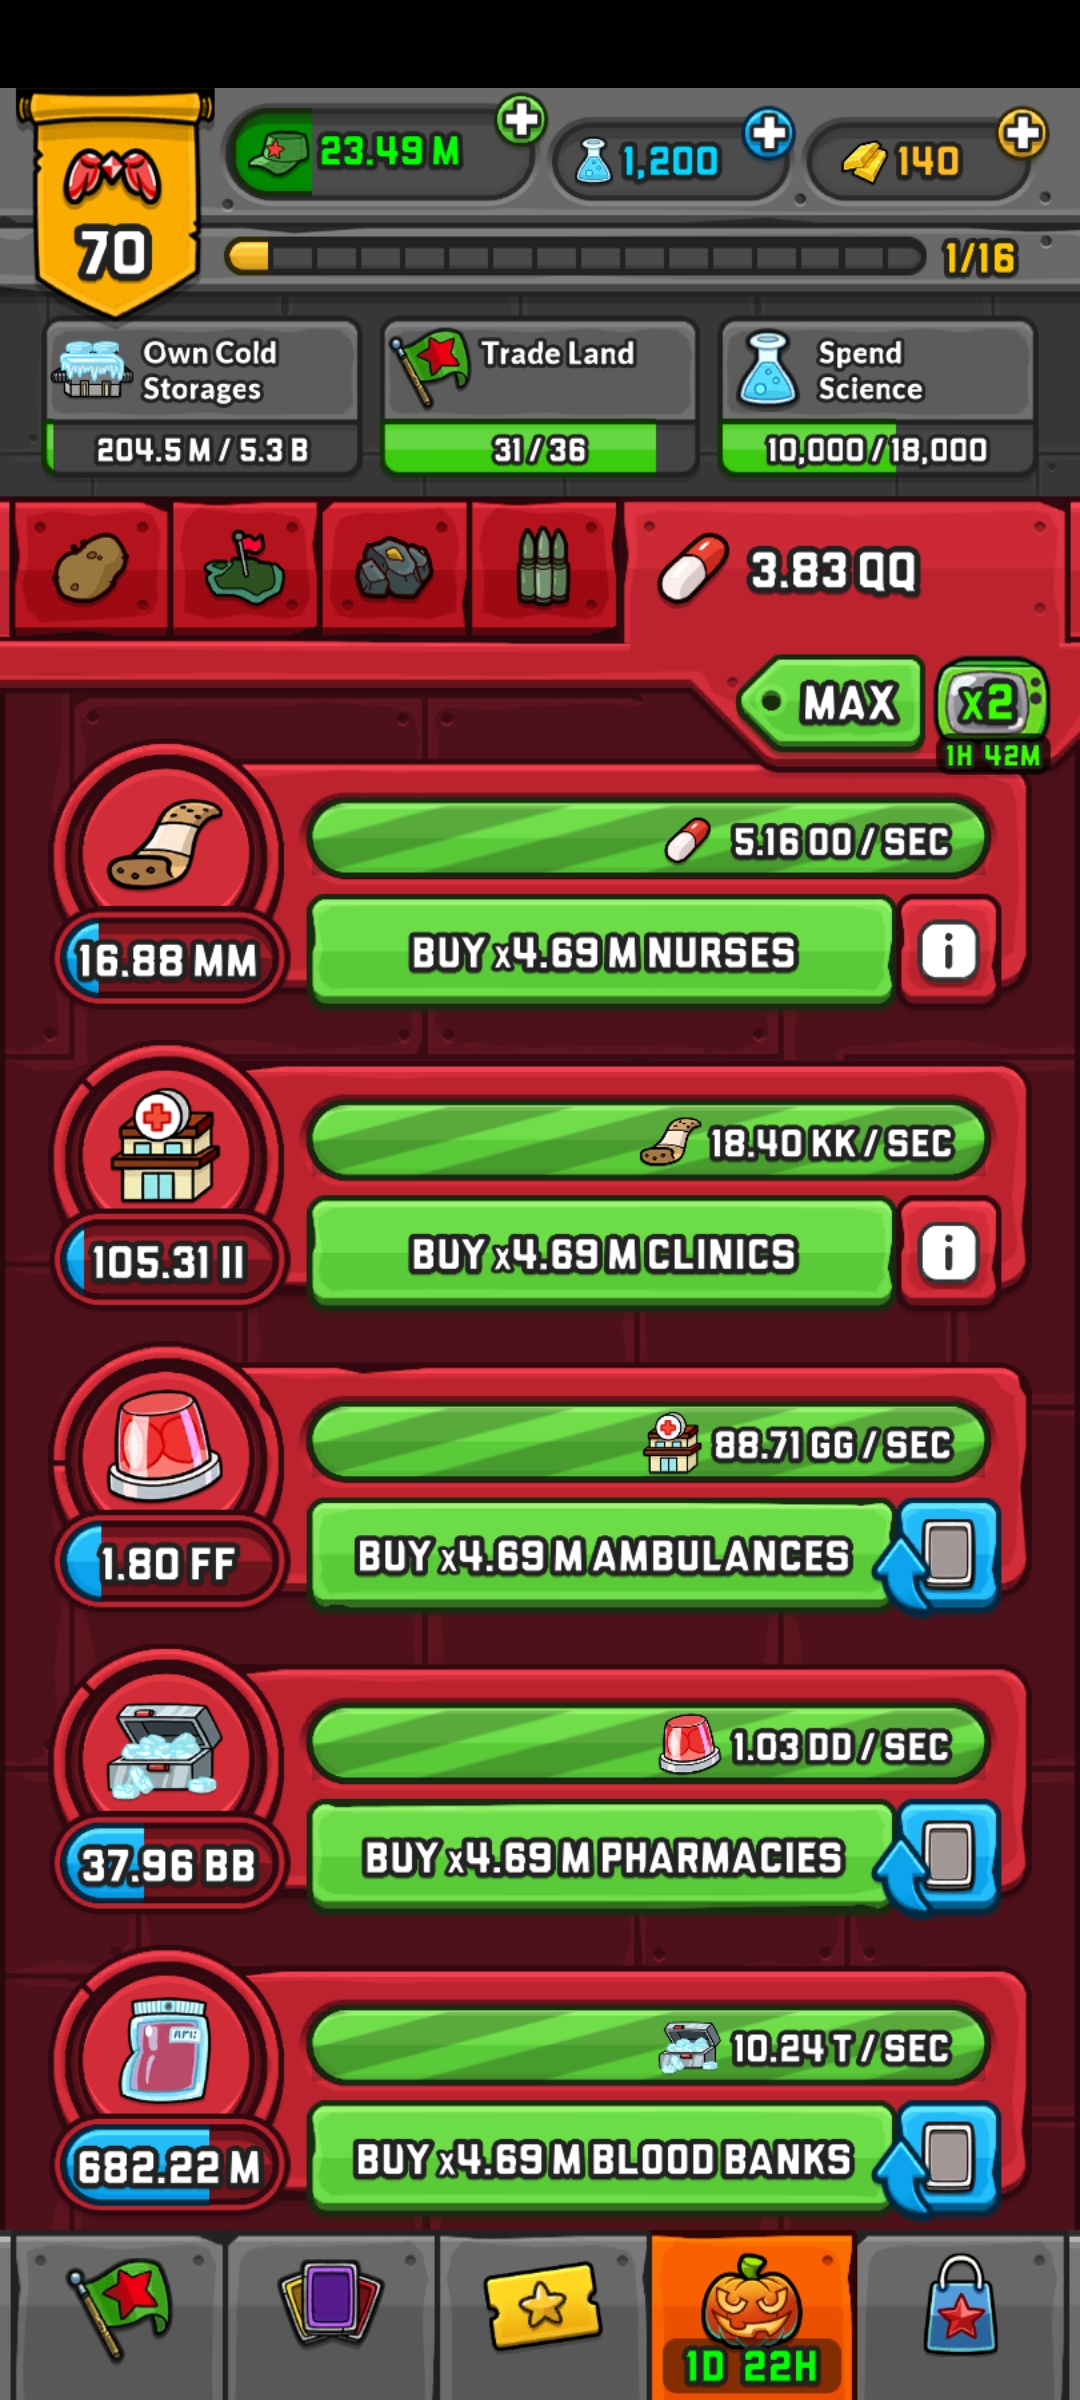 70
23.49 M
1,200
140
1/16
Own Cold
Storages
204.5 M / 5.3 B
Trade Land
31 / 36
Spend
Science
10,000 / 18,000
3.83 QQ
MAX
x2
1H 42M
5.16 OO / SEC
16.88 MM
BUY x4.69 M NURSES
i
18.40 KK / SEC
105.31 II
BUY x4.69 M CLINICS
i
88.71 GG / SEC
1.80 FF
BUY x4.69 M AMBULANCES
1.03 DD / SEC
37.96 BB
BUY x4.69 M PHARMACIES
10.24 T / SEC
682.22 M
BUY x4.69 M BLOOD BANKS
1D 22H